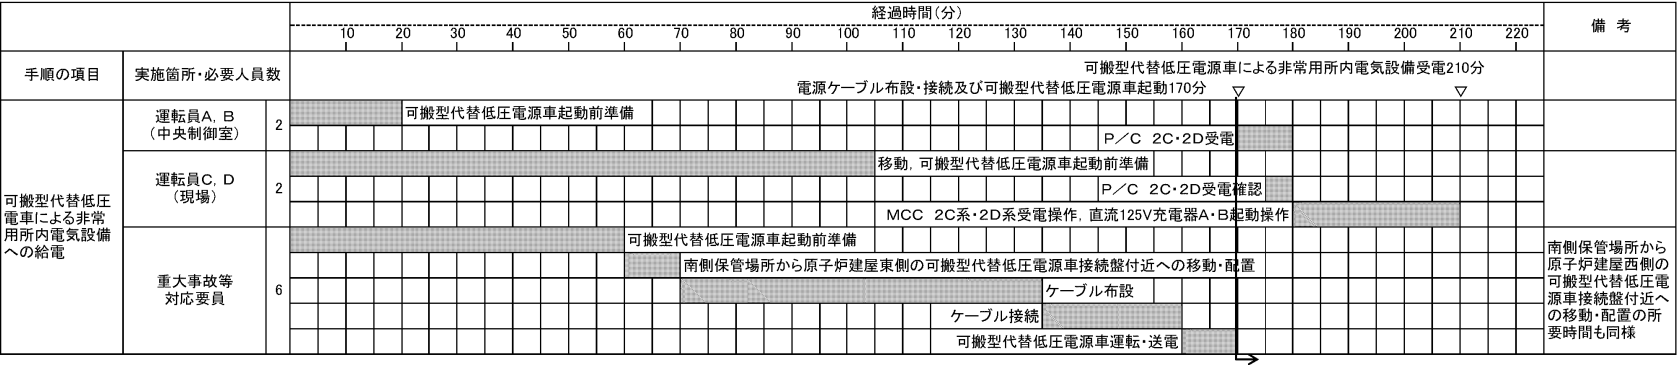 経過時間(分)
備 考
10 20 30 40 50 60 70 80 90 100 110 120 130 140 150 160 170 180 190 200 210 220
手順の項目
実施箇所・必要人員数
可搬型代替低圧電源車による非常用所内電気設備受電210分
電源ケーブル布設・接続及び可搬型代替低圧電源車起動170分
▽ ▽
可搬型代替低圧
電車による非常
用所内電気設備
への給電
運転員A,B
(中央制御室)
2
可搬型代替低圧電源車起動前準備
P/C 2C・2D受電
運転員C,D
(現場)
2
移動,可搬型代替低圧電源車起動前準備
P/C 2C・2D受電確認
MCC 2C系・2D系受電操作,直流125V充電器A・B起動操作
重大事故等
対応要員
6
可搬型代替低圧電源車起動前準備
南側保管場所から原子炉建屋東側の可搬型代替低圧電源車接続盤付近への移動・配置
ケーブル布設
ケーブル接続
可搬型代替低圧電源車運転・送電
南側保管場所から
原子炉建屋西側の
可搬型代替低圧電
源車接続盤付近へ
の移動・配置の所
要時間も同様